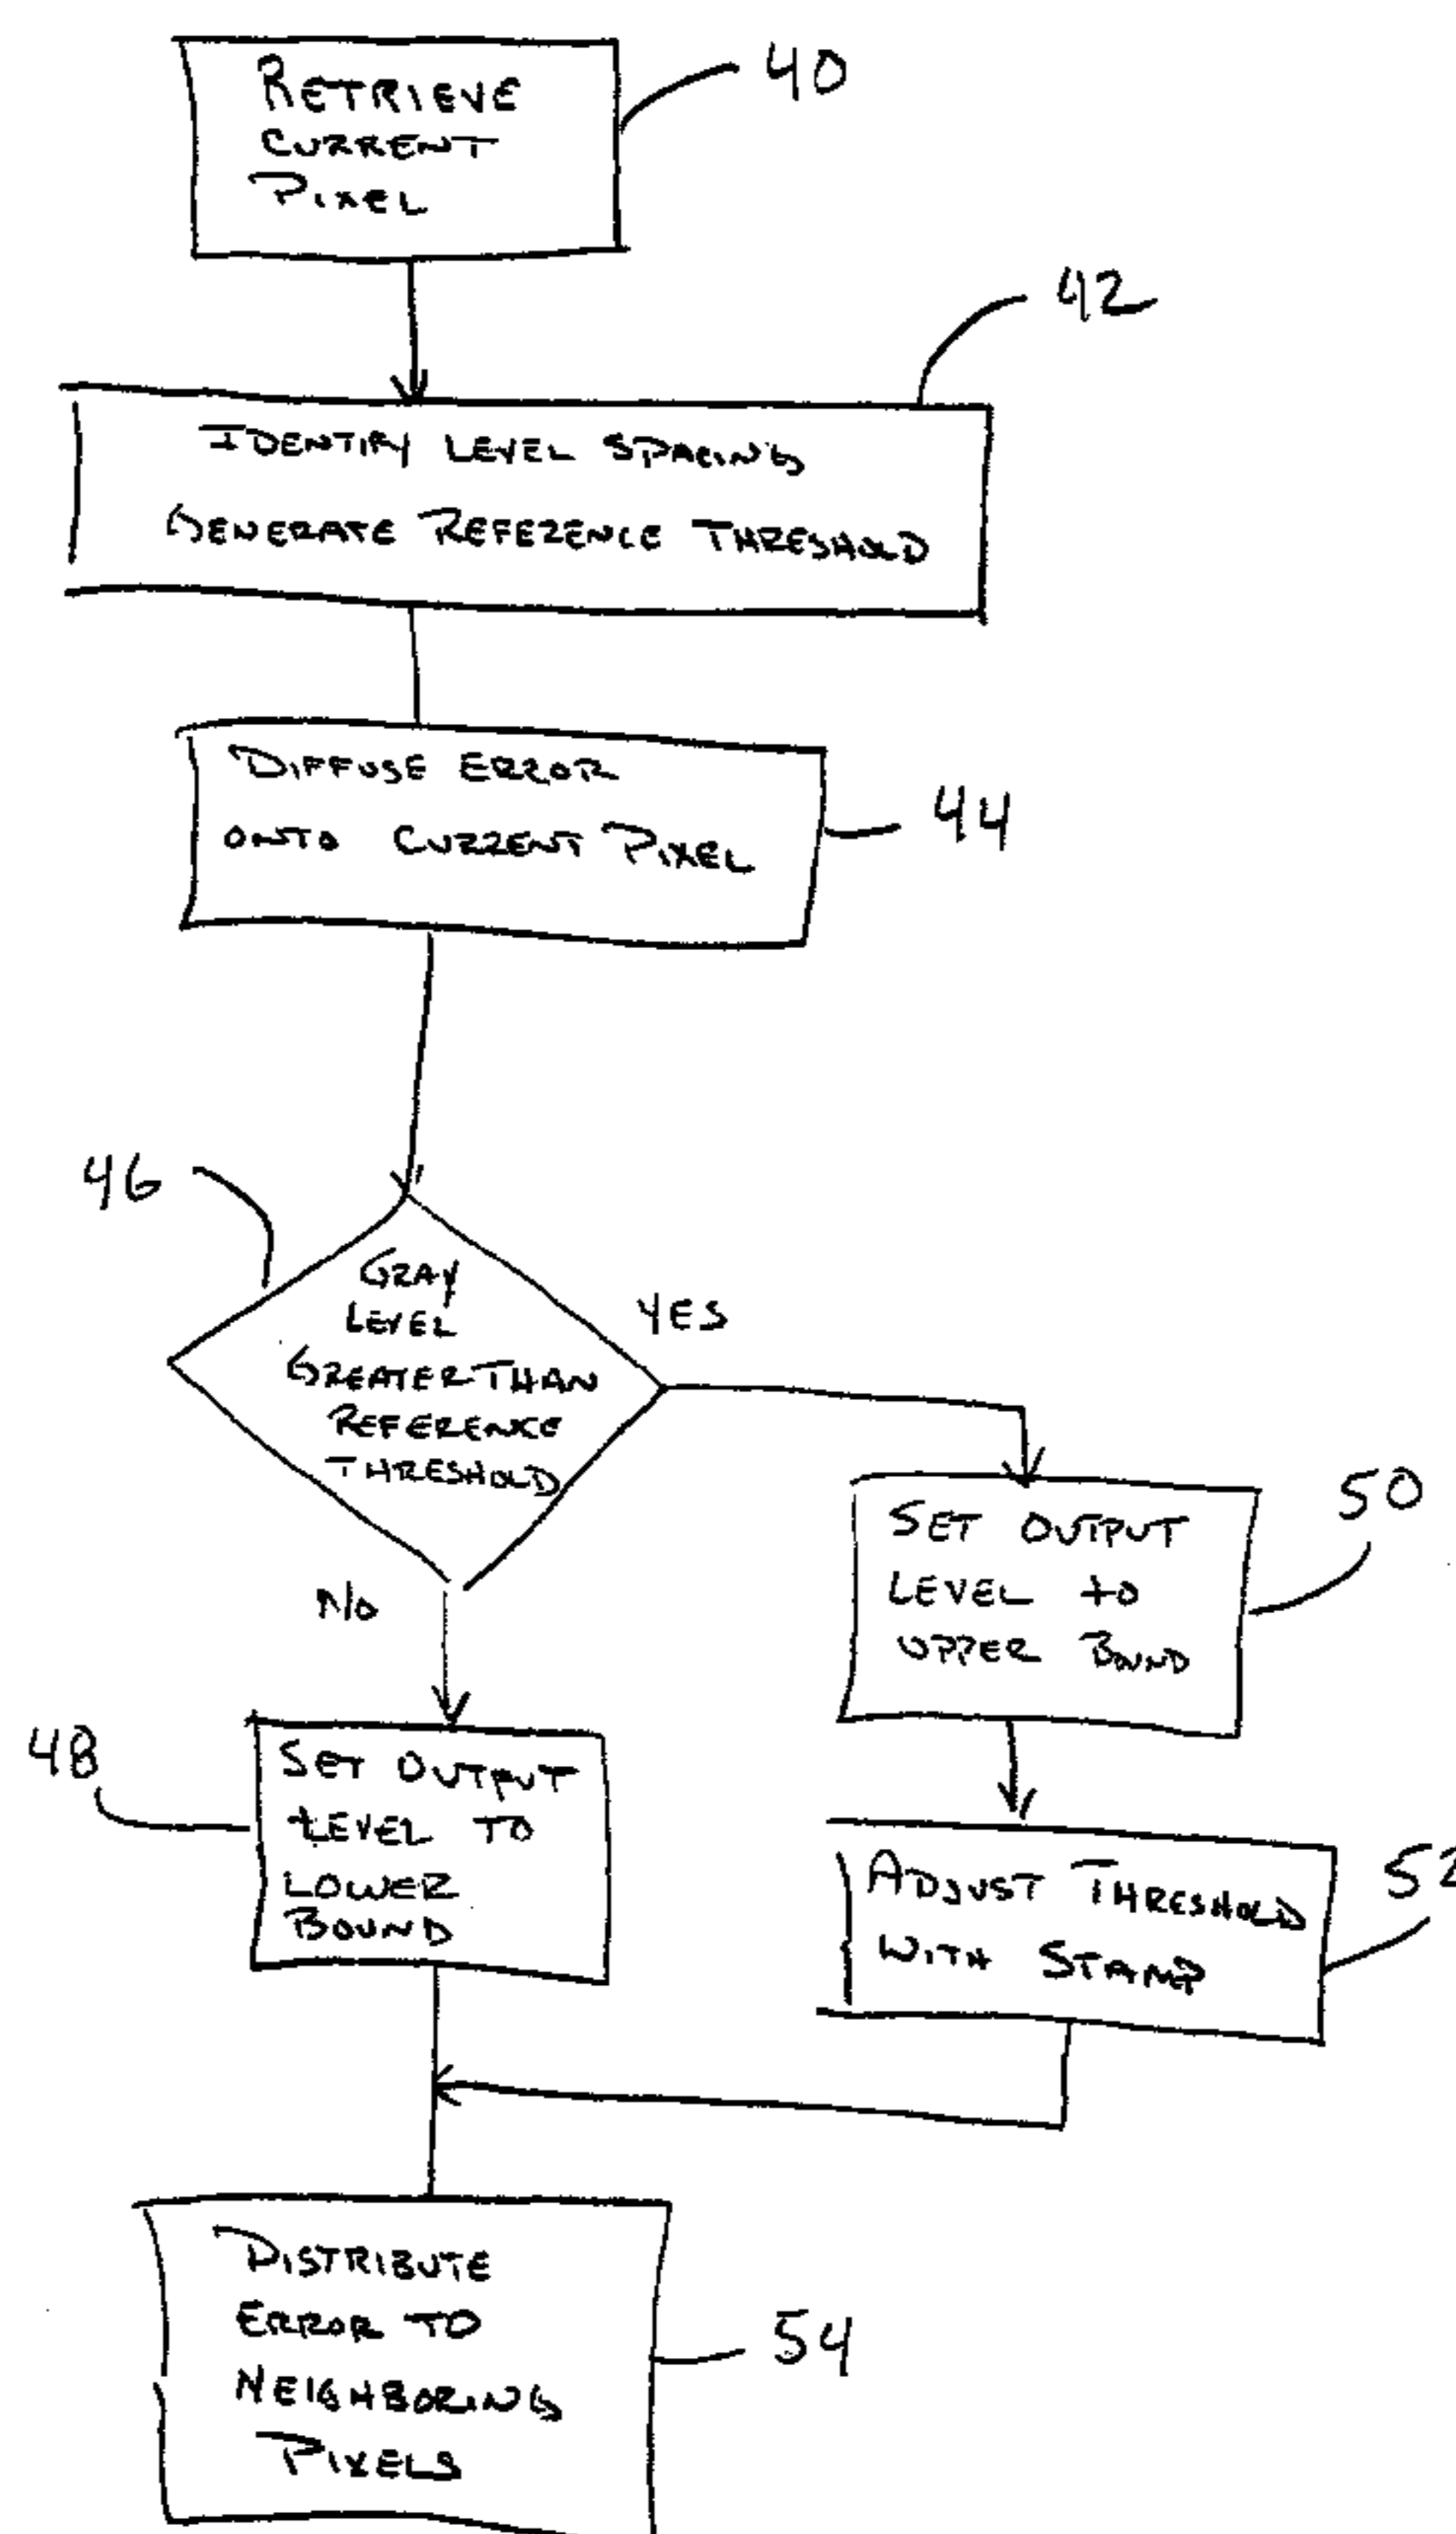 RETRIEVE
CURRENT
PIXEL
40
42
IDENTIFY LEVEL SPACING
GENERATE REFERENCE THRESHOLD
DIFFUSE ERROR
ONTO CURRENT PIXEL
44
46
GRAY
LEVEL
GREATER THAN
REFERENCE
THRESHOLD
YES
NO
50
SET OUTPUT
LEVEL TO
UPPER BOUND
48
SET OUTPUT
LEVEL TO
LOWER
BOUND
52
ADJUST THRESHOLD
WITH STAMP
DISTRIBUTE
ERROR TO
NEIGHBORING
PIXELS
54